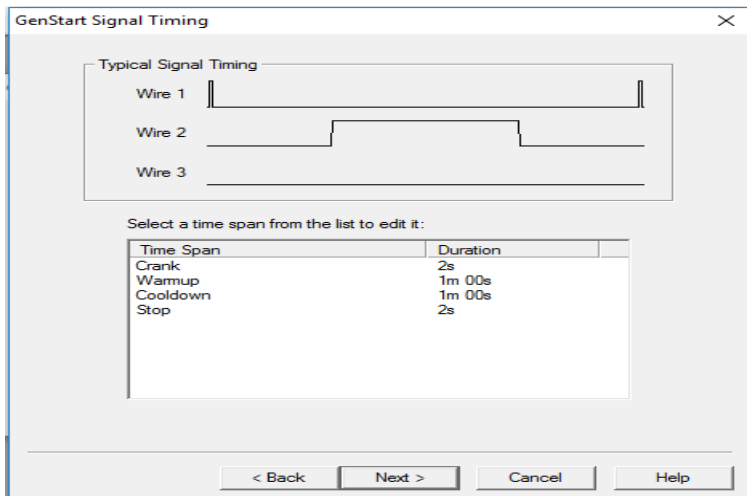 GenStart Signal Timing
Typical Signal Timing
Wire 1
Wire 2
Wire 3
Select a time span from the list to edit it:
Time Span Duration
Crank 2s
Warmup 1m 00s
Cooldown 1m 00s
Stop 2s
< Back Next > Cancel Help